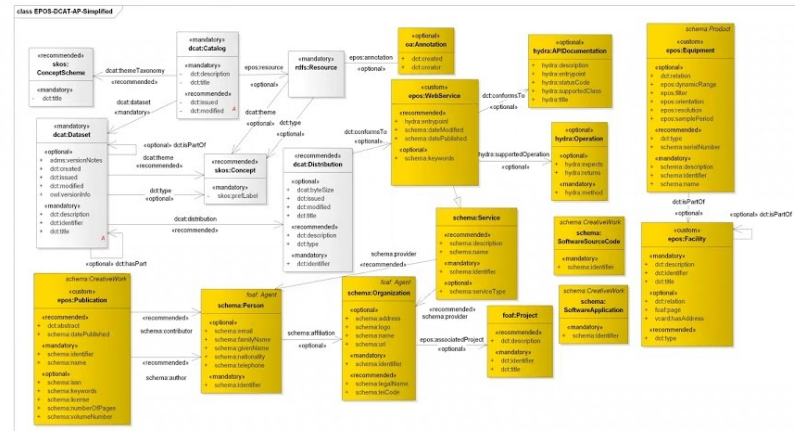 class EPOS-DCAT-AP-Simplified
«recommended»
skos:
ConceptScheme
«mandatory»
- dct:title
dcat:themeTaxonomy
«recommended»
«mandatory»
dcat:Catalog
«mandatory»
- dct:description
- dct:title
«recommended»
- dct:issued
- dct:modified
A
epos:resource
«optional»
«mandatory»
rdfs:Resource
epos:annotation
«optional»
«optional»
oa:Annotation
+ dct:created
+ dct:creator
dcat:dataset
«mandatory»
dcat:theme
«optional»
dct:type
«optional»
«mandatory»
dcat:Dataset
«optional»
+ adms:versionNotes
+ dct:created
+ dct:issued
+ dct:modified
+ owl:versionInfo
«mandatory»
+ dct:description
+ dct:identifier
+ dct:title
A
«optional» dct:isPartOf
dcat:theme
«recommended»
dct:type
«optional»
dcat:distribution
«recommended»
«optional» dct:hasPart
«recommended»
skos:Concept
«mandatory»
- skos:prefLabel
«recommended»
dcat:Distribution
«optional»
+ dcat:byteSize
+ dct:issued
+ dct:modified
+ dct:title
«recommended»
+ dct:description
+ dct:type
«mandatory»
+ dct:identifier
dct:conformsTo
«optional»
«optional»
epos:WebService
«recommended»
+ hydra:entrypoint
+ schema:dateModified
+ schema:datePublished
«optional»
+ schema:keywords
dct:conformsTo
«optional»
«optional»
hydra:APIDocumentation
+ hydra:description
+ hydra:entrypoint
+ hydra:statusCode
+ hydra:supportedClass
+ hydra:title
hydra:supportedOperation
«optional»
«optional»
hydra:Operation
«optional»
+ hydra:expects
+ hydra:returns
«mandatory»
+ hydra:method
schema:Product
«custom»
epos:Equipment
«optional»
+ dct:relation
+ epos:dynamicRange
+ epos:filter
+ epos:orientation
+ epos:resolution
+ epos:samplePeriod
«recommended»
+ dct:type
+ schema:serialNumber
«mandatory»
+ schema:description
+ schema:identifier
+ schema:name
dct:isPartOf
«optional»
«optional» dct:isPartOf
«custom»
epos:Facility
«mandatory»
+ dct:description
+ dct:identifier
+ dct:title
«optional»
+ dct:relation
+ foaf:page
+ vcard:hasAddress
«recommended»
+ dct:type
schema:Service
«recommended»
+ schema:description
+ schema:name
«mandatory»
+ schema:identifier
«optional»
+ schema:serviceType
schema:provider
«recommended»
«recommended»
schema:provider
schema:CreativeWork
schema:
SoftwareSourceCode
«mandatory»
+ schema:identifier
schema:CreativeWork
schema:
SoftwareApplication
«mandatory»
+ schema:identifier
schema:CreativeWork
«custom»
epos:Publication
«recommended»
+ dct:abstract
+ schema:datePublished
«mandatory»
+ schema:identifier
+ schema:name
«optional»
+ schema:issn
+ schema:keywords
+ schema:license
+ schema:numberOfPages
+ schema:volumeNumber
«recommended»
schema:contributor
«recommended»
schema:author
foaf: Agent
schema:Person
«optional»
+ schema:email
+ schema:familyName
+ schema:givenName
+ schema:nationality
+ schema:telephone
«mandatory»
+ schema:identifier
schema:affiliation
«optional»
foaf: Agent
schema:Organization
«optional»
+ schema:address
+ schema:logo
+ schema:name
+ schema:url
«mandatory»
+ schema:identifier
«recommended»
+ schema:legalName
+ schema:leiCode
epos:associatedProject
«optional»
foaf:Project
«recommended»
+ dct:description
«mandatory»
+ dct:identifier
+ dct:title